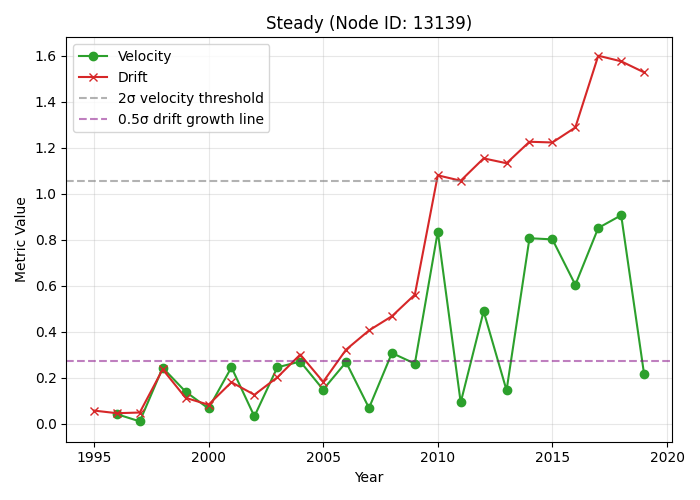 Steady (Node ID: 13139)
Velocity
Drift
2σ velocity threshold
0.5σ drift growth line
Metric Value
1.6
1.4
1.2
1.0
0.8
0.6
0.4
0.2
0.0
1995
2000
2005
2010
2015
2020
Year